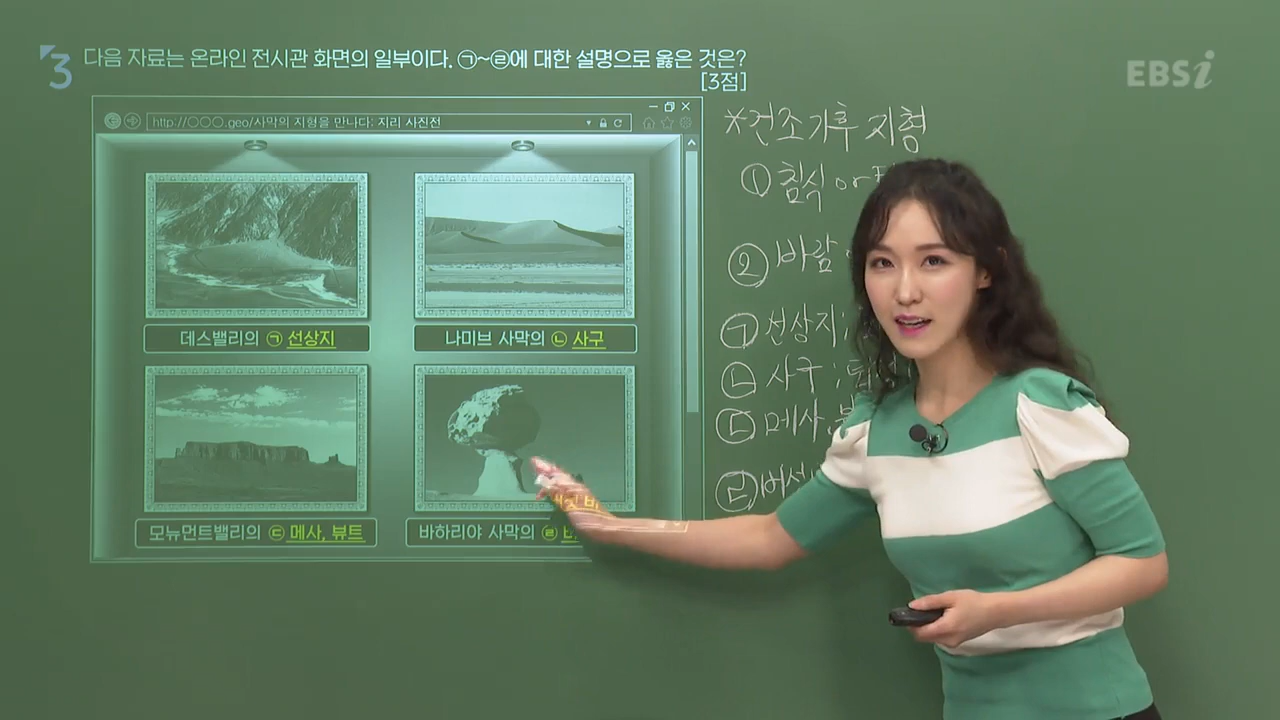 3 다음 자료는 온라인 전시관 화면의 일부이다. ㉠~㉣에 대한 설명으로 옳은 것은?
[3점]
EBSi
http://○○○.geo/사막의 지형을 만나다: 지리 사진전
데스밸리의 ㉠ 선상지
나미브 사막의 ㉡ 사구
모뉴먼트밸리의 ㉢ 메사, 뷰트
바하리야 사막의 ㉣
*건조기후 지형
① 침식 or
② 바람
㉠ 선상지;
㉡ 사구;
㉢ 메사,
㉣ 버섯